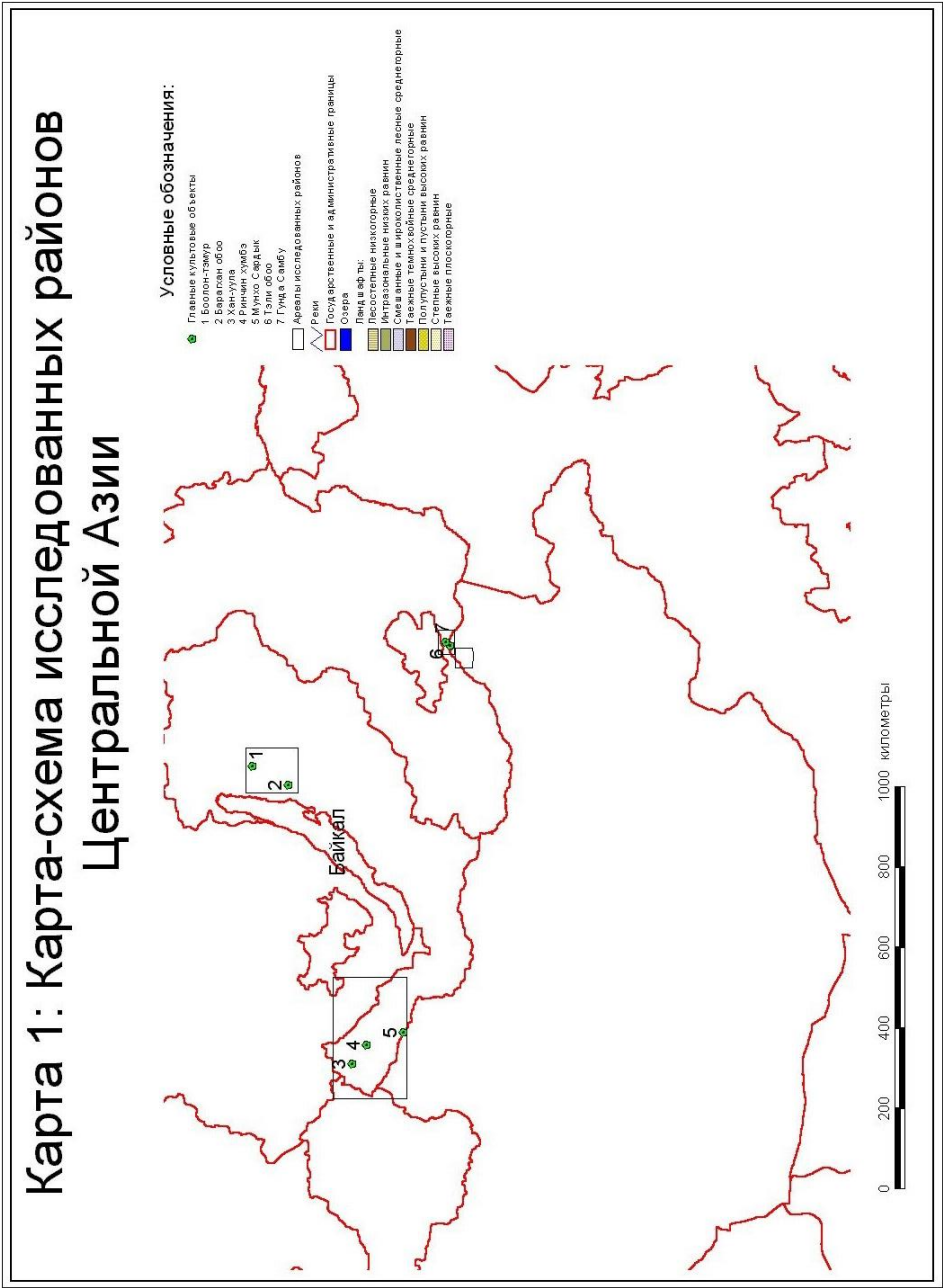 Карта 1: Карта-схема исследованных районов
Центральной Азии
Условные обозначения:
Главные культовые объекты
1 Боолон-тэмур
2 Барагхан обоо
3 Хан-уула
4 Ринчин хумбэ
5 Мунхо Сардык
6 Тэли обоо
7 Гунда Самбу
Ареалы исследованных районов
Реки
Государственные и административные границы
Озера
Ландшафты:
Лесостепные низкогорные
Интразональные низких равнин
Смешанные и широколиственные лесные среднегорные
Таежные темнохвойные среднегорные
Полупустыни и пустыни высоких равнин
Степные высоких равнин
Таежные плоскогорные
1
2
Байкал
3
4
5
6
7
0 200 400 600 800 1000 километры